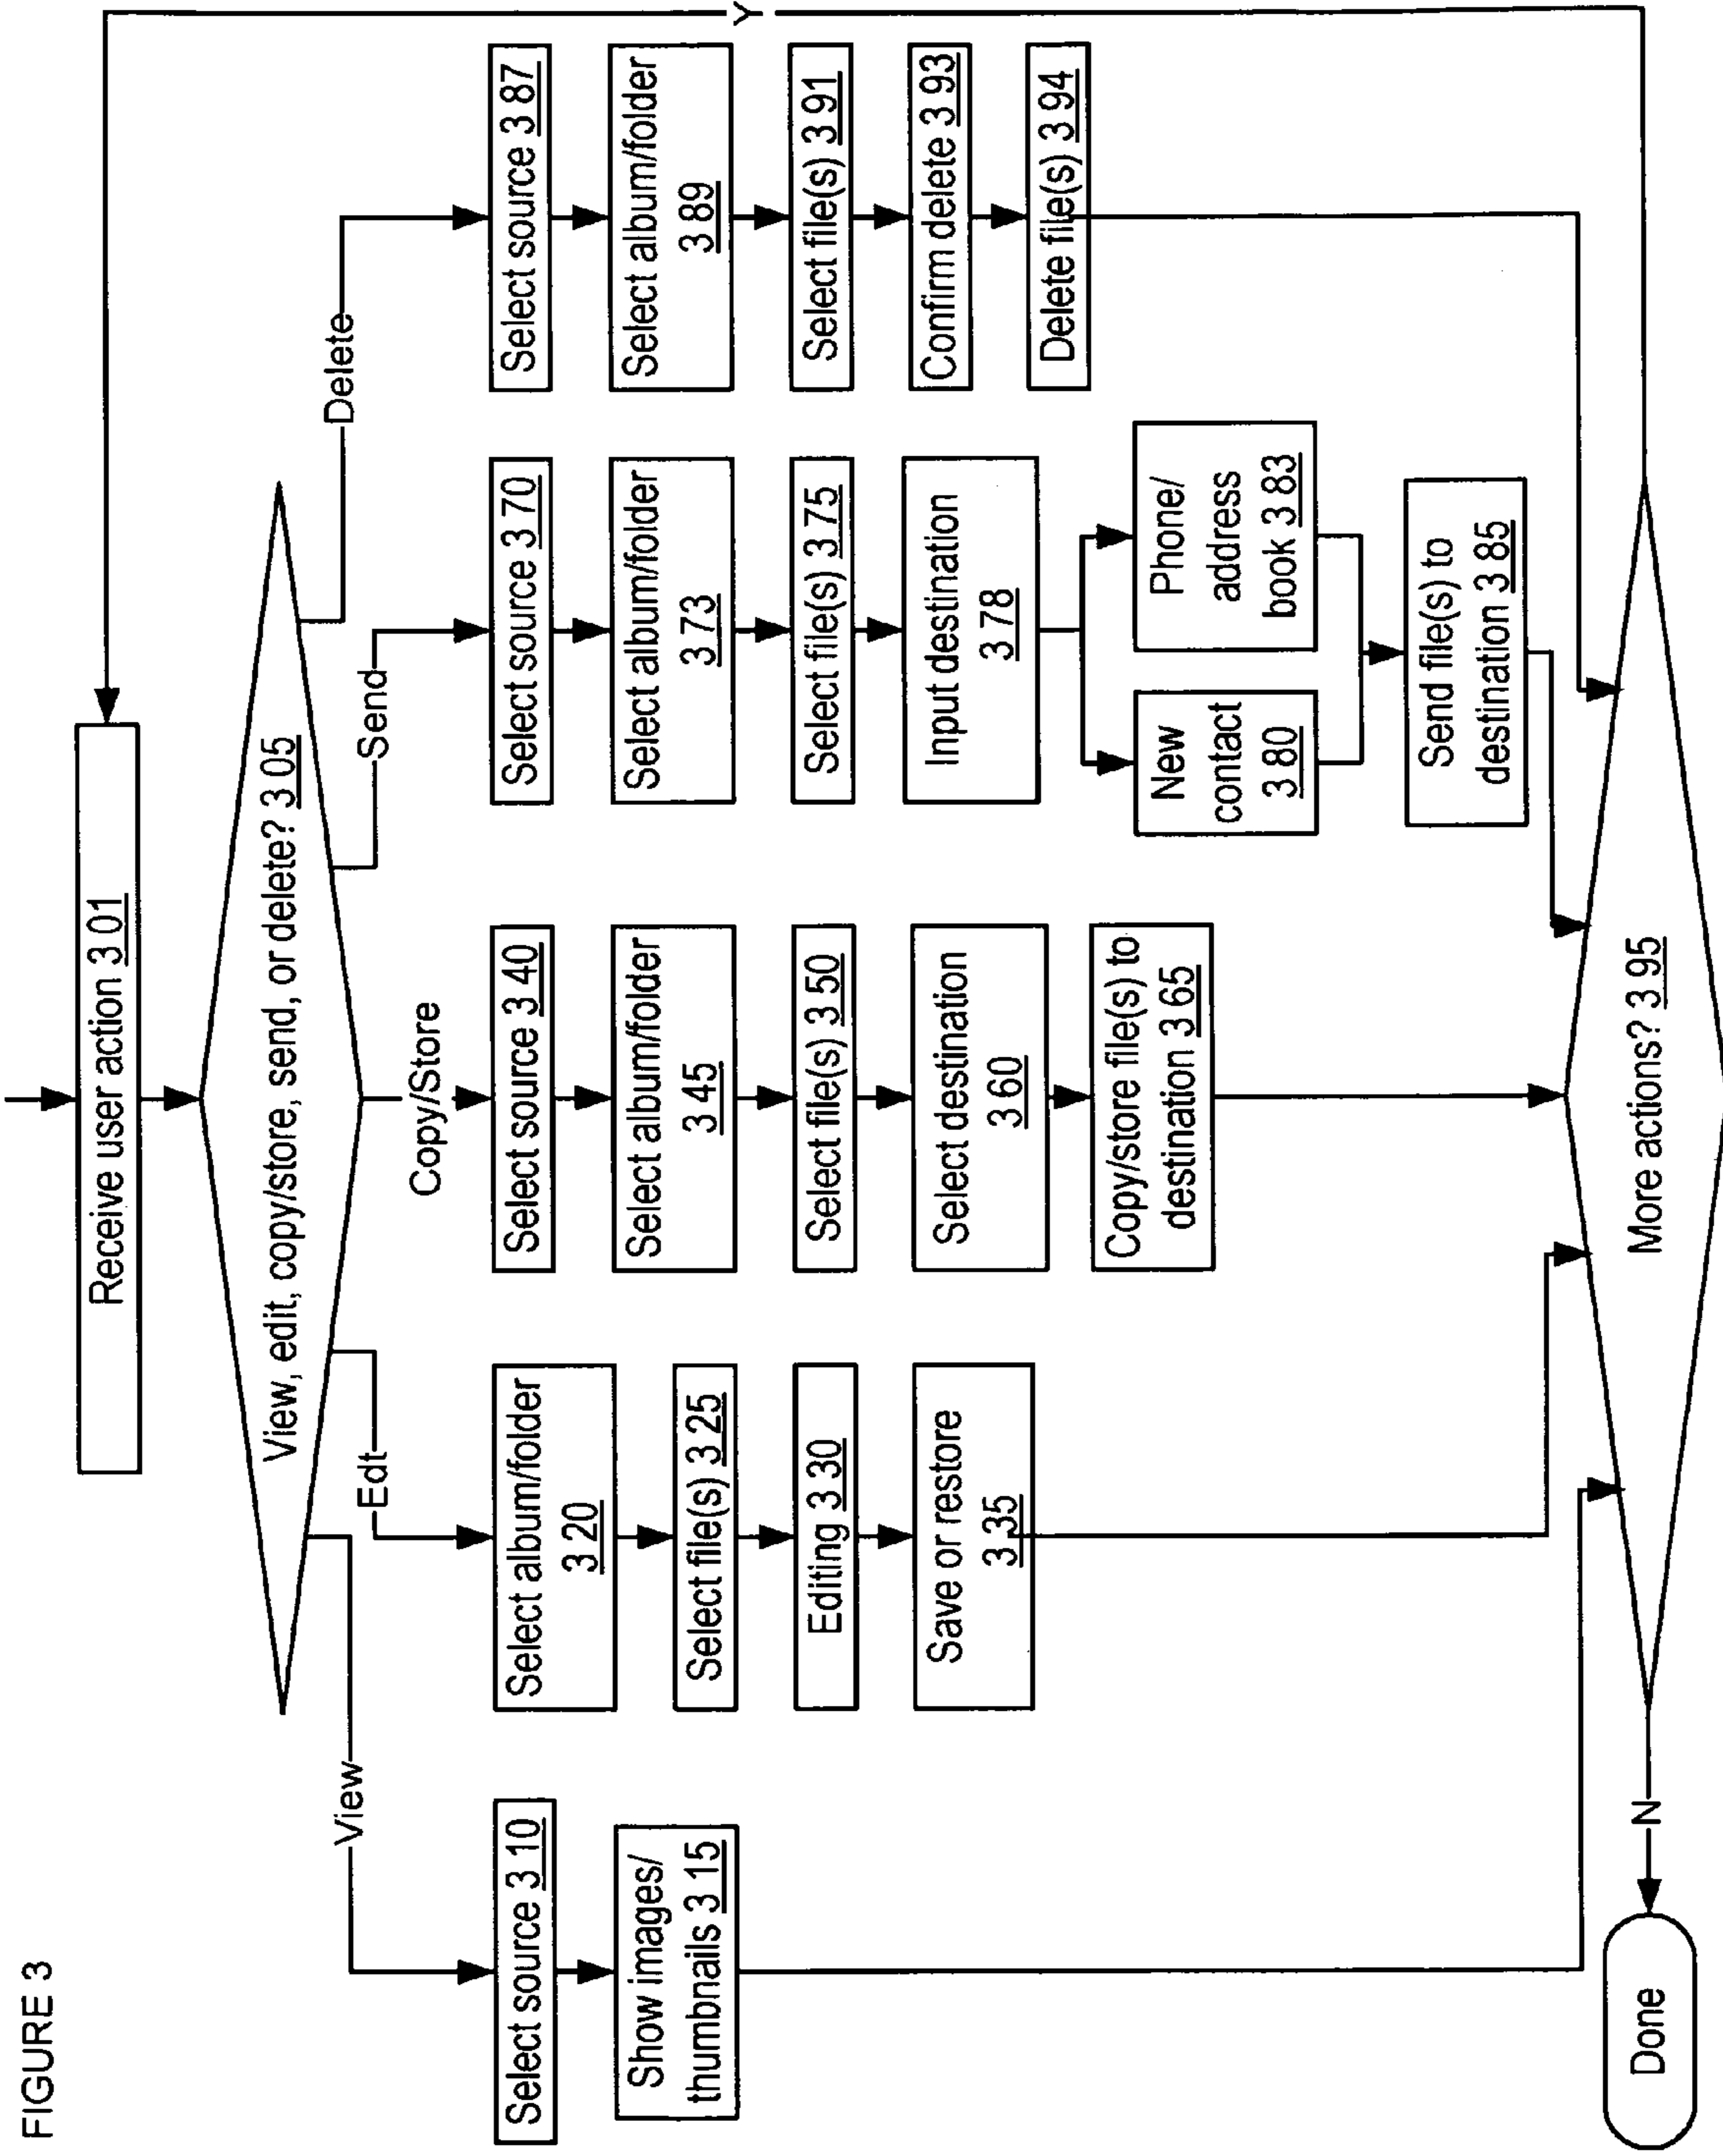 FIGURE 3
Receive user action 3 01
View, edit, copy/store, send, or delete? 3 05
View
Edt
Copy/Store
Send
Delete
Select source 3 10
Show images/
thumbnails 3 15
Select album/folder
3 20
Select file(s) 3 25
Editing 3 30
Save or restore
3 35
Select source 3 40
Select album/folder
3 45
Select file(s) 3 50
Select destination
3 60
Copy/store file(s) to
destination 3 65
Select source 3 70
Select album/folder
3 73
Select file(s) 3 75
Input destination
3 78
New
contact
3 80
Phone/
address
book 3 83
Send file(s) to
destination 3 85
Select source 3 87
Select album/folder
3 89
Select file(s) 3 91
Confirm delete 3 93
Delete file(s) 3 94
More actions? 3 95
Y
N
Done